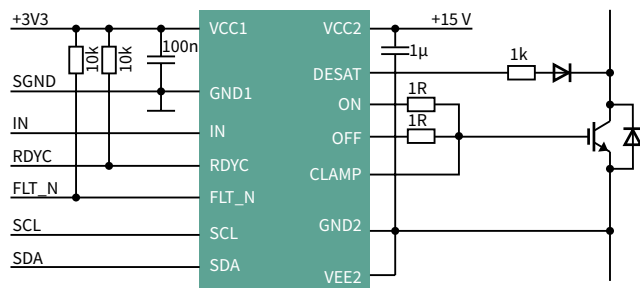 +3V3
VCC1
VCC2
+15 V
10k
10k
100n
1µ
SGND
GND1
DESAT
1k
ON
1R
IN
IN
OFF
1R
RDYC
RDYC
CLAMP
FLT_N
FLT_N
SCL
SCL
GND2
SDA
SDA
VEE2